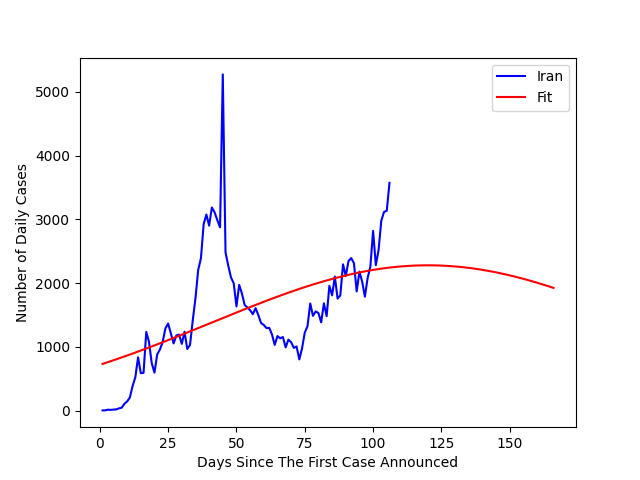 Iran
Fit
5000
4000
3000
2000
1000
0
Number of Daily Cases
0 25 50 75 100 125 150
Days Since The First Case Announced